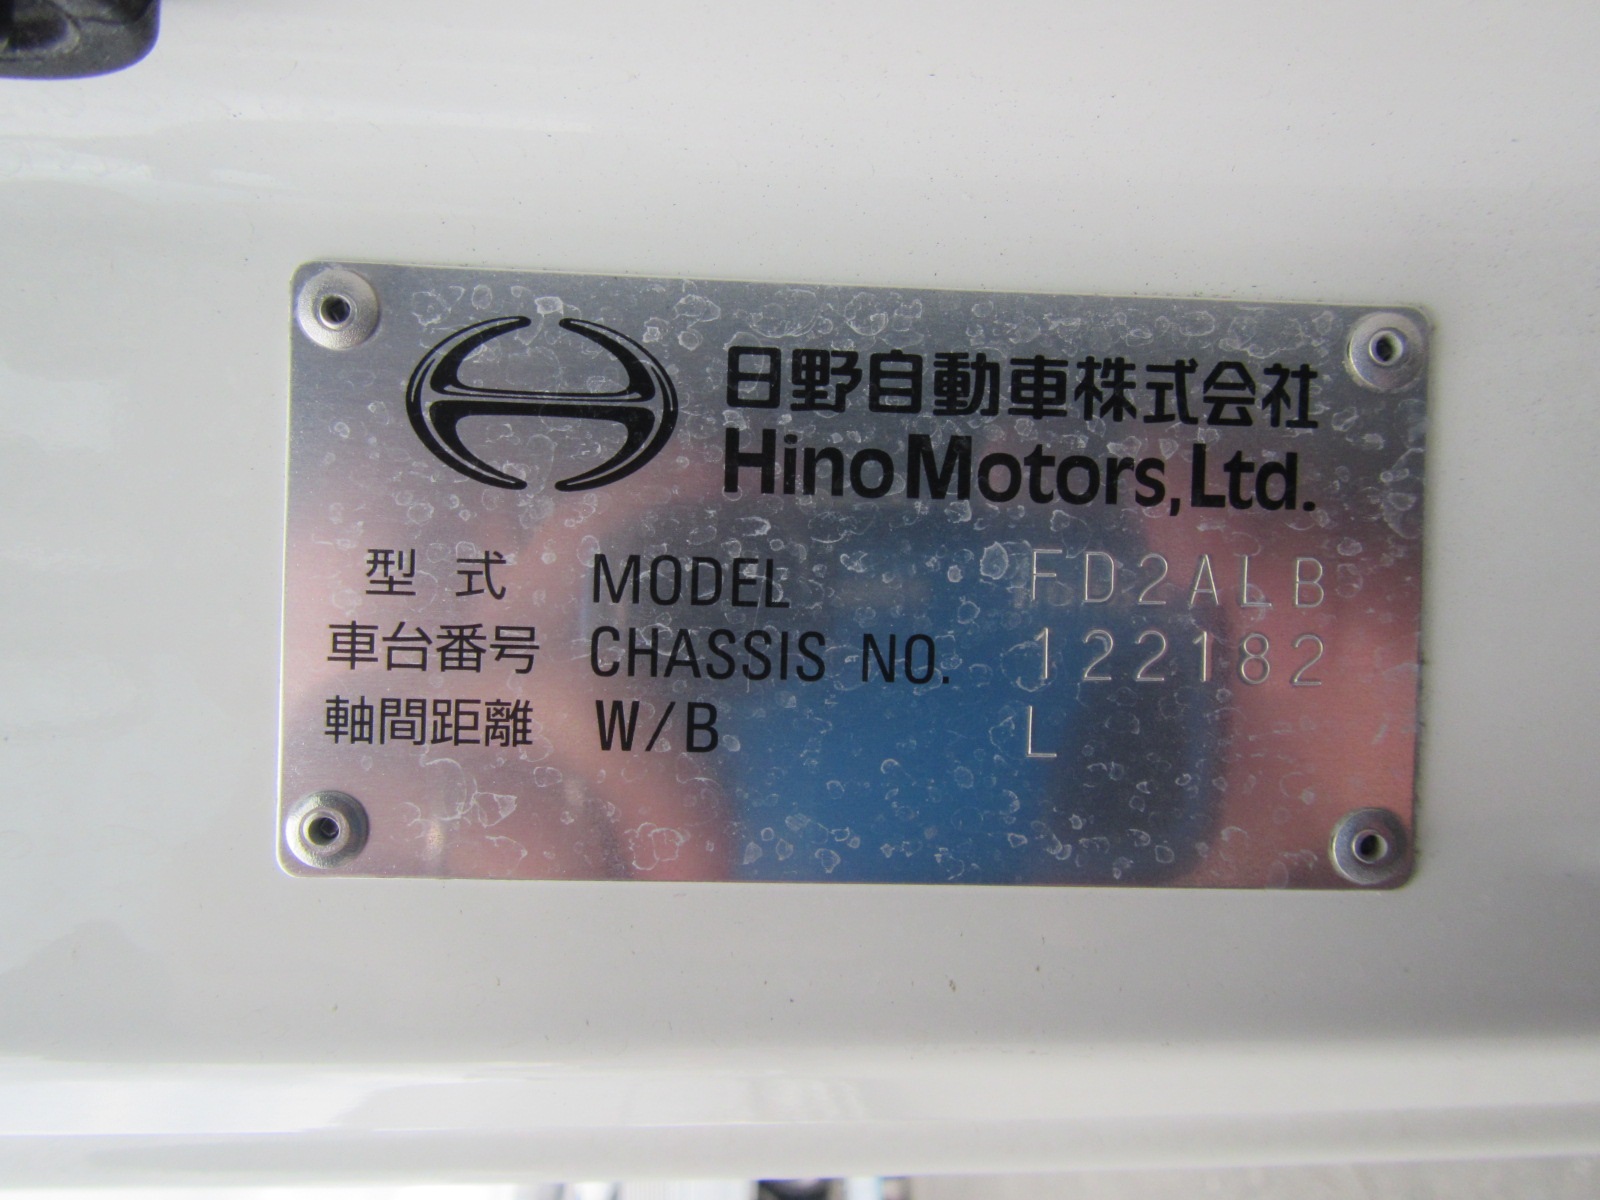 日野自動車株式会社
Hino Motors, Ltd.
型式 MODEL FD2ALB
車台番号 CHASSIS NO. 122182
軸間距離 W/B L